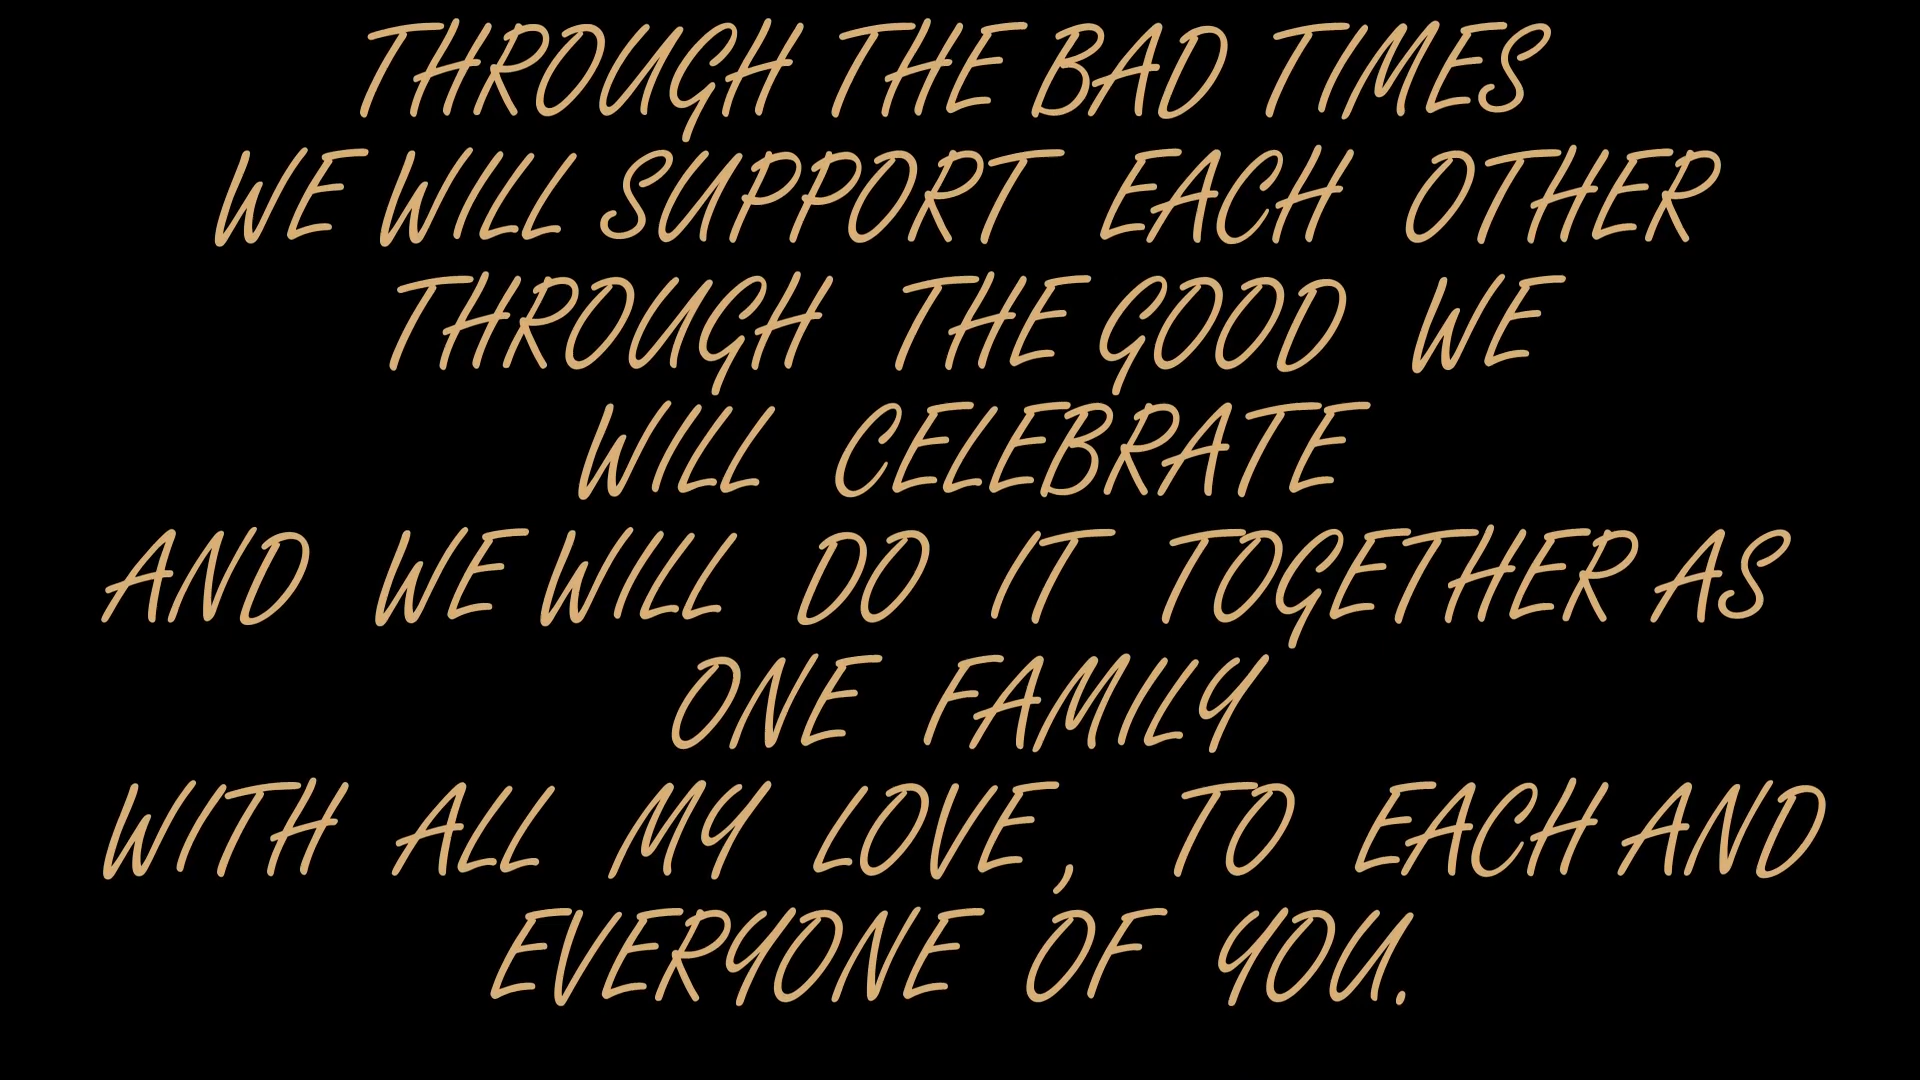 THROUGH THE BAD TIMES
WE WILL SUPPORT EACH OTHER
THROUGH THE GOOD WE
WILL CELEBRATE
AND WE WILL DO IT TOGETHER AS
ONE FAMILY
WITH ALL MY LOVE, TO EACH AND
EVERYONE OF YOU.